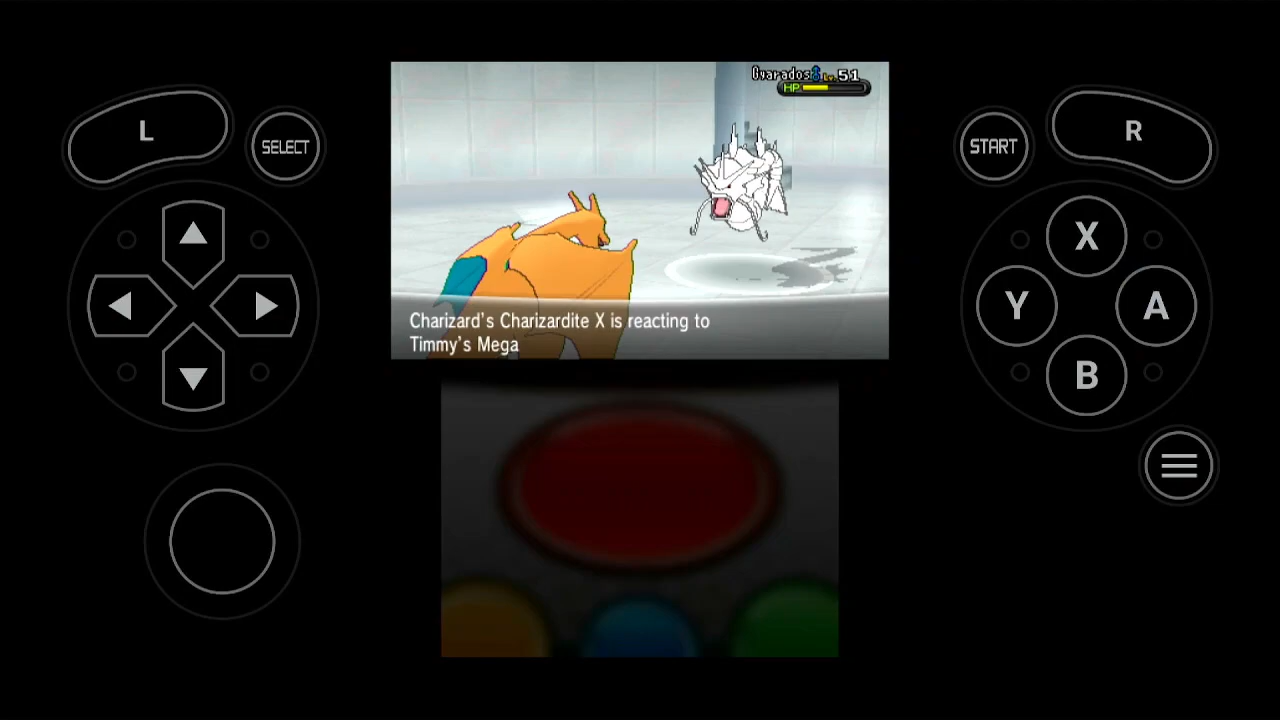 Gyarados♂ Lv.51
HP
L
SELECT
START
R
X
Y
A
B
Charizard's Charizardite X is reacting to
Timmy's Mega